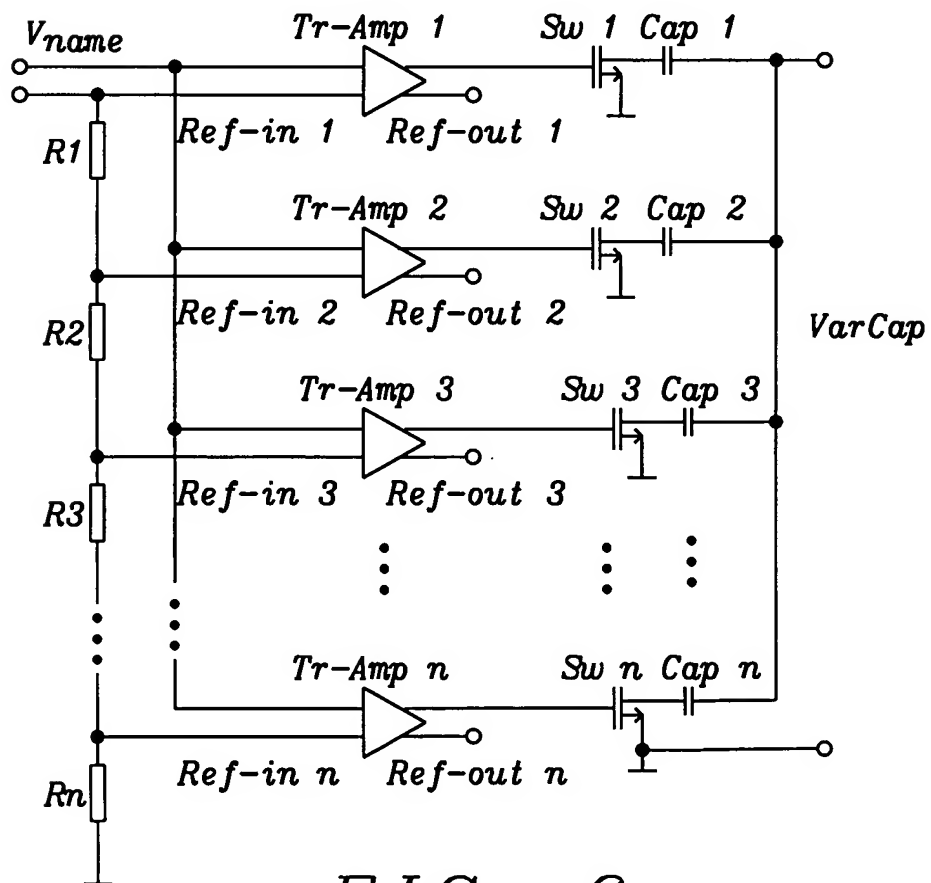 Vname
Tr-Amp 1
Sw 1 Cap 1
Ref-in 1
Ref-out 1
R1
Tr-Amp 2
Sw 2 Cap 2
Ref-in 2
Ref-out 2
R2
VarCap
Tr-Amp 3
Sw 3 Cap 3
Ref-in 3
Ref-out 3
R3
Tr-Amp n
Sw n Cap n
Ref-in n
Ref-out n
Rn